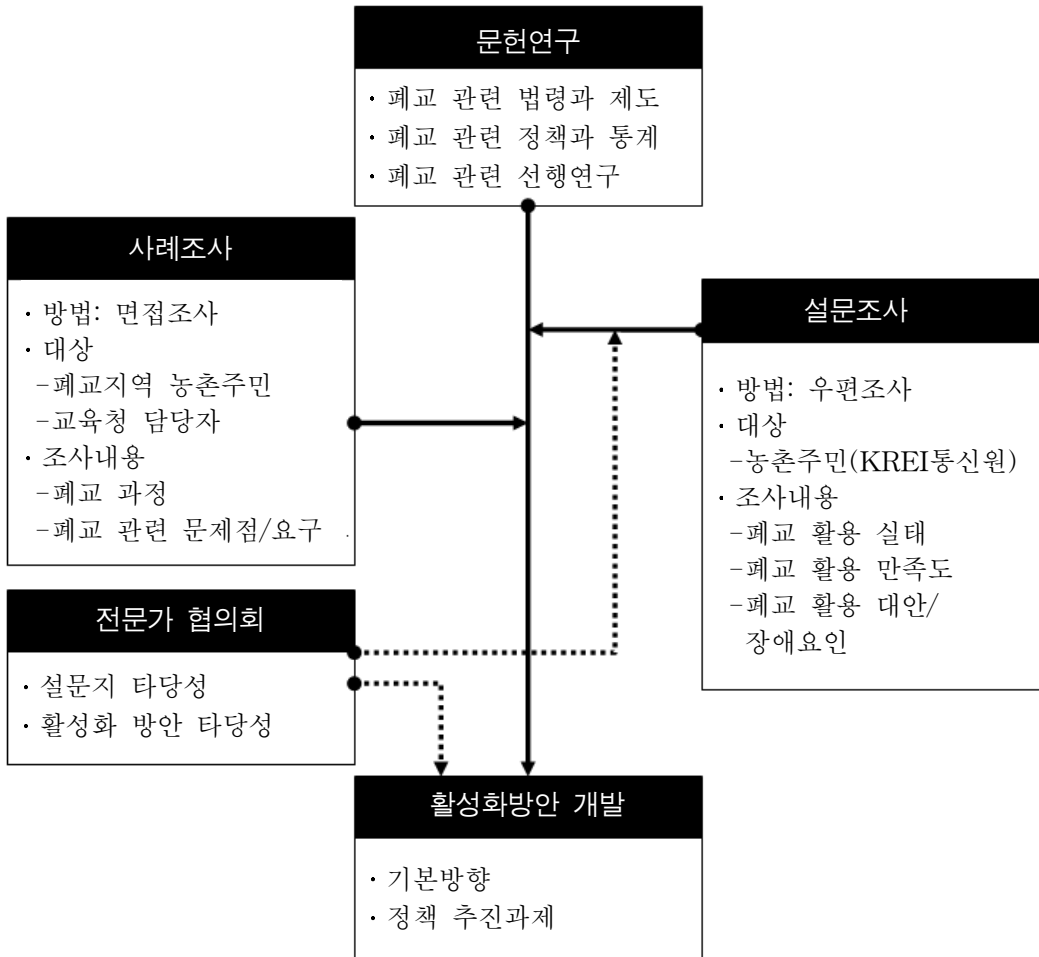 문헌연구
· 폐교 관련 법령과 제도
· 폐교 관련 정책과 통계
· 폐교 관련 선행연구
사례조사
· 방법: 면접조사
· 대상
-폐교지역 농촌주민
-교육청 담당자
· 조사내용
-폐교 과정
-폐교 관련 문제점/요구
설문조사
· 방법: 우편조사
· 대상
-농촌주민(KREI통신원)
· 조사내용
-폐교 활용 실태
-폐교 활용 만족도
-폐교 활용 대안/
장애요인
전문가 협의회
· 설문지 타당성
· 활성화 방안 타당성
활성화방안 개발
· 기본방향
· 정책 추진과제